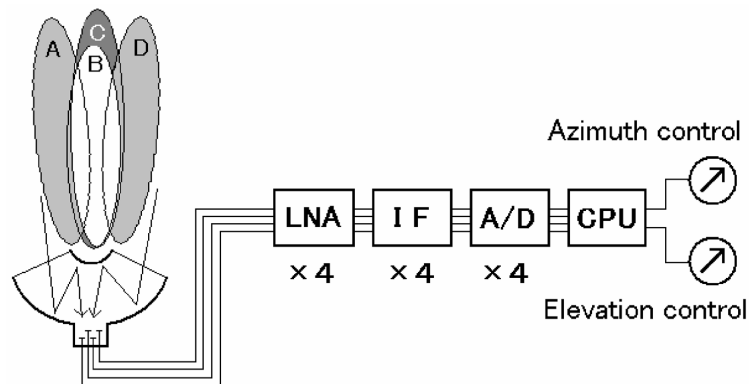 A
C
D
B
Azimuth control
LNA
IF
A/D
CPU
×4
×4
×4
Elevation control